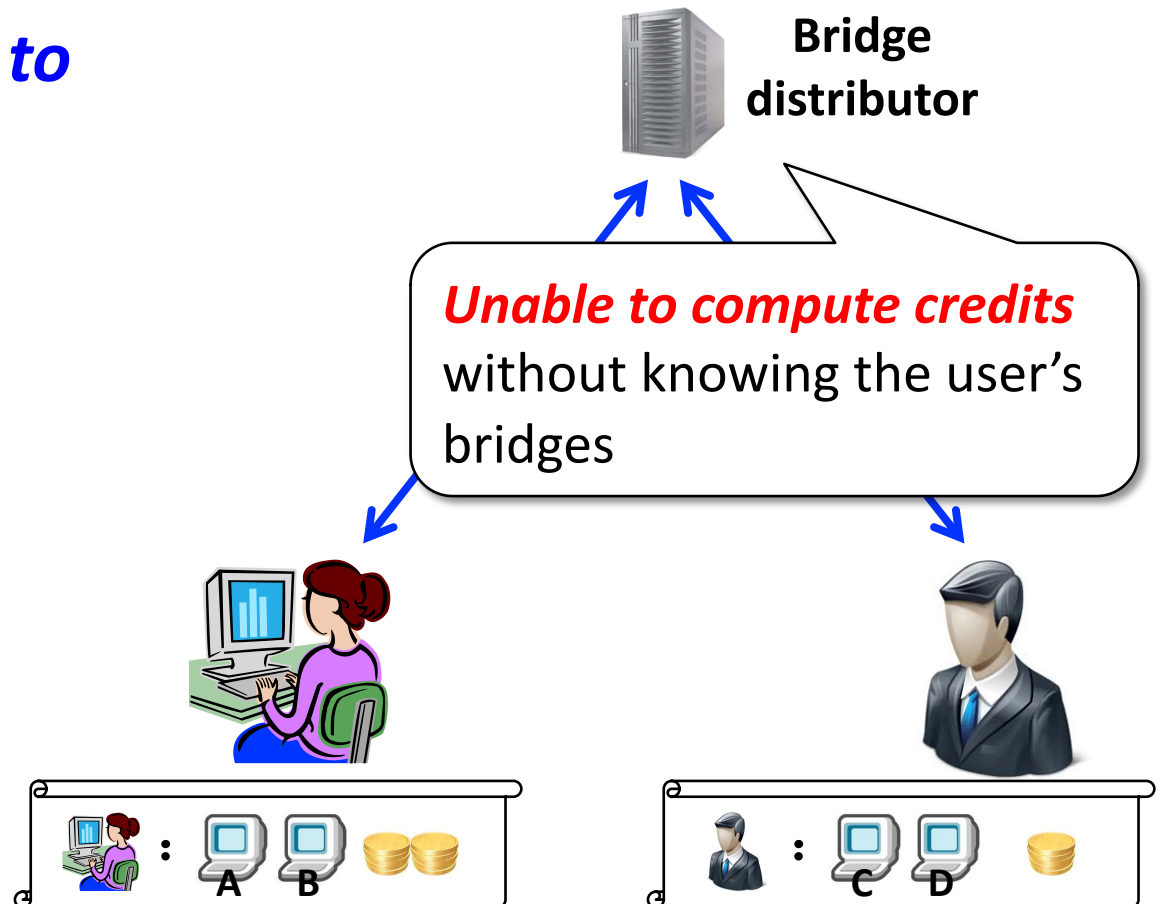 to
Bridge
distributor
Unable to compute credits
without knowing the user’s
bridges
: A B
: C D